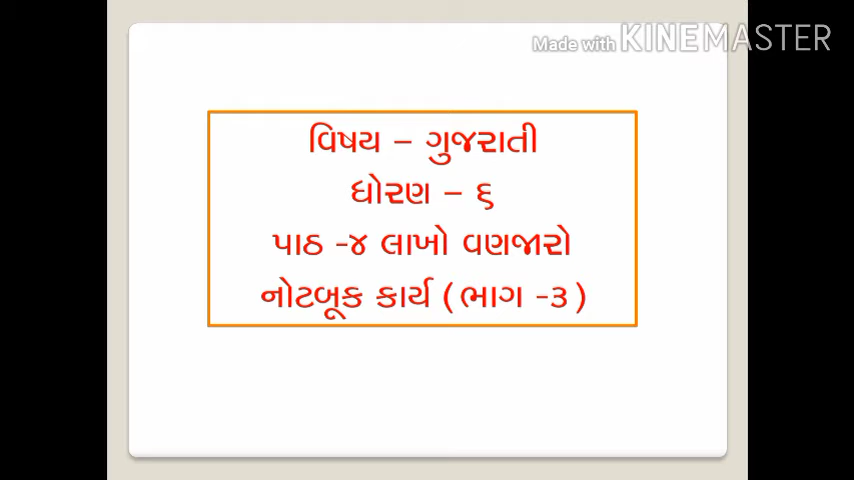 Made with KINEMASTER
વિષય – ગુજરાતી
ધોરણ – ૬
પાઠ -૪ લાખો વણજારો
નોટબૂક કાર્ય ( ભાગ -૩ )